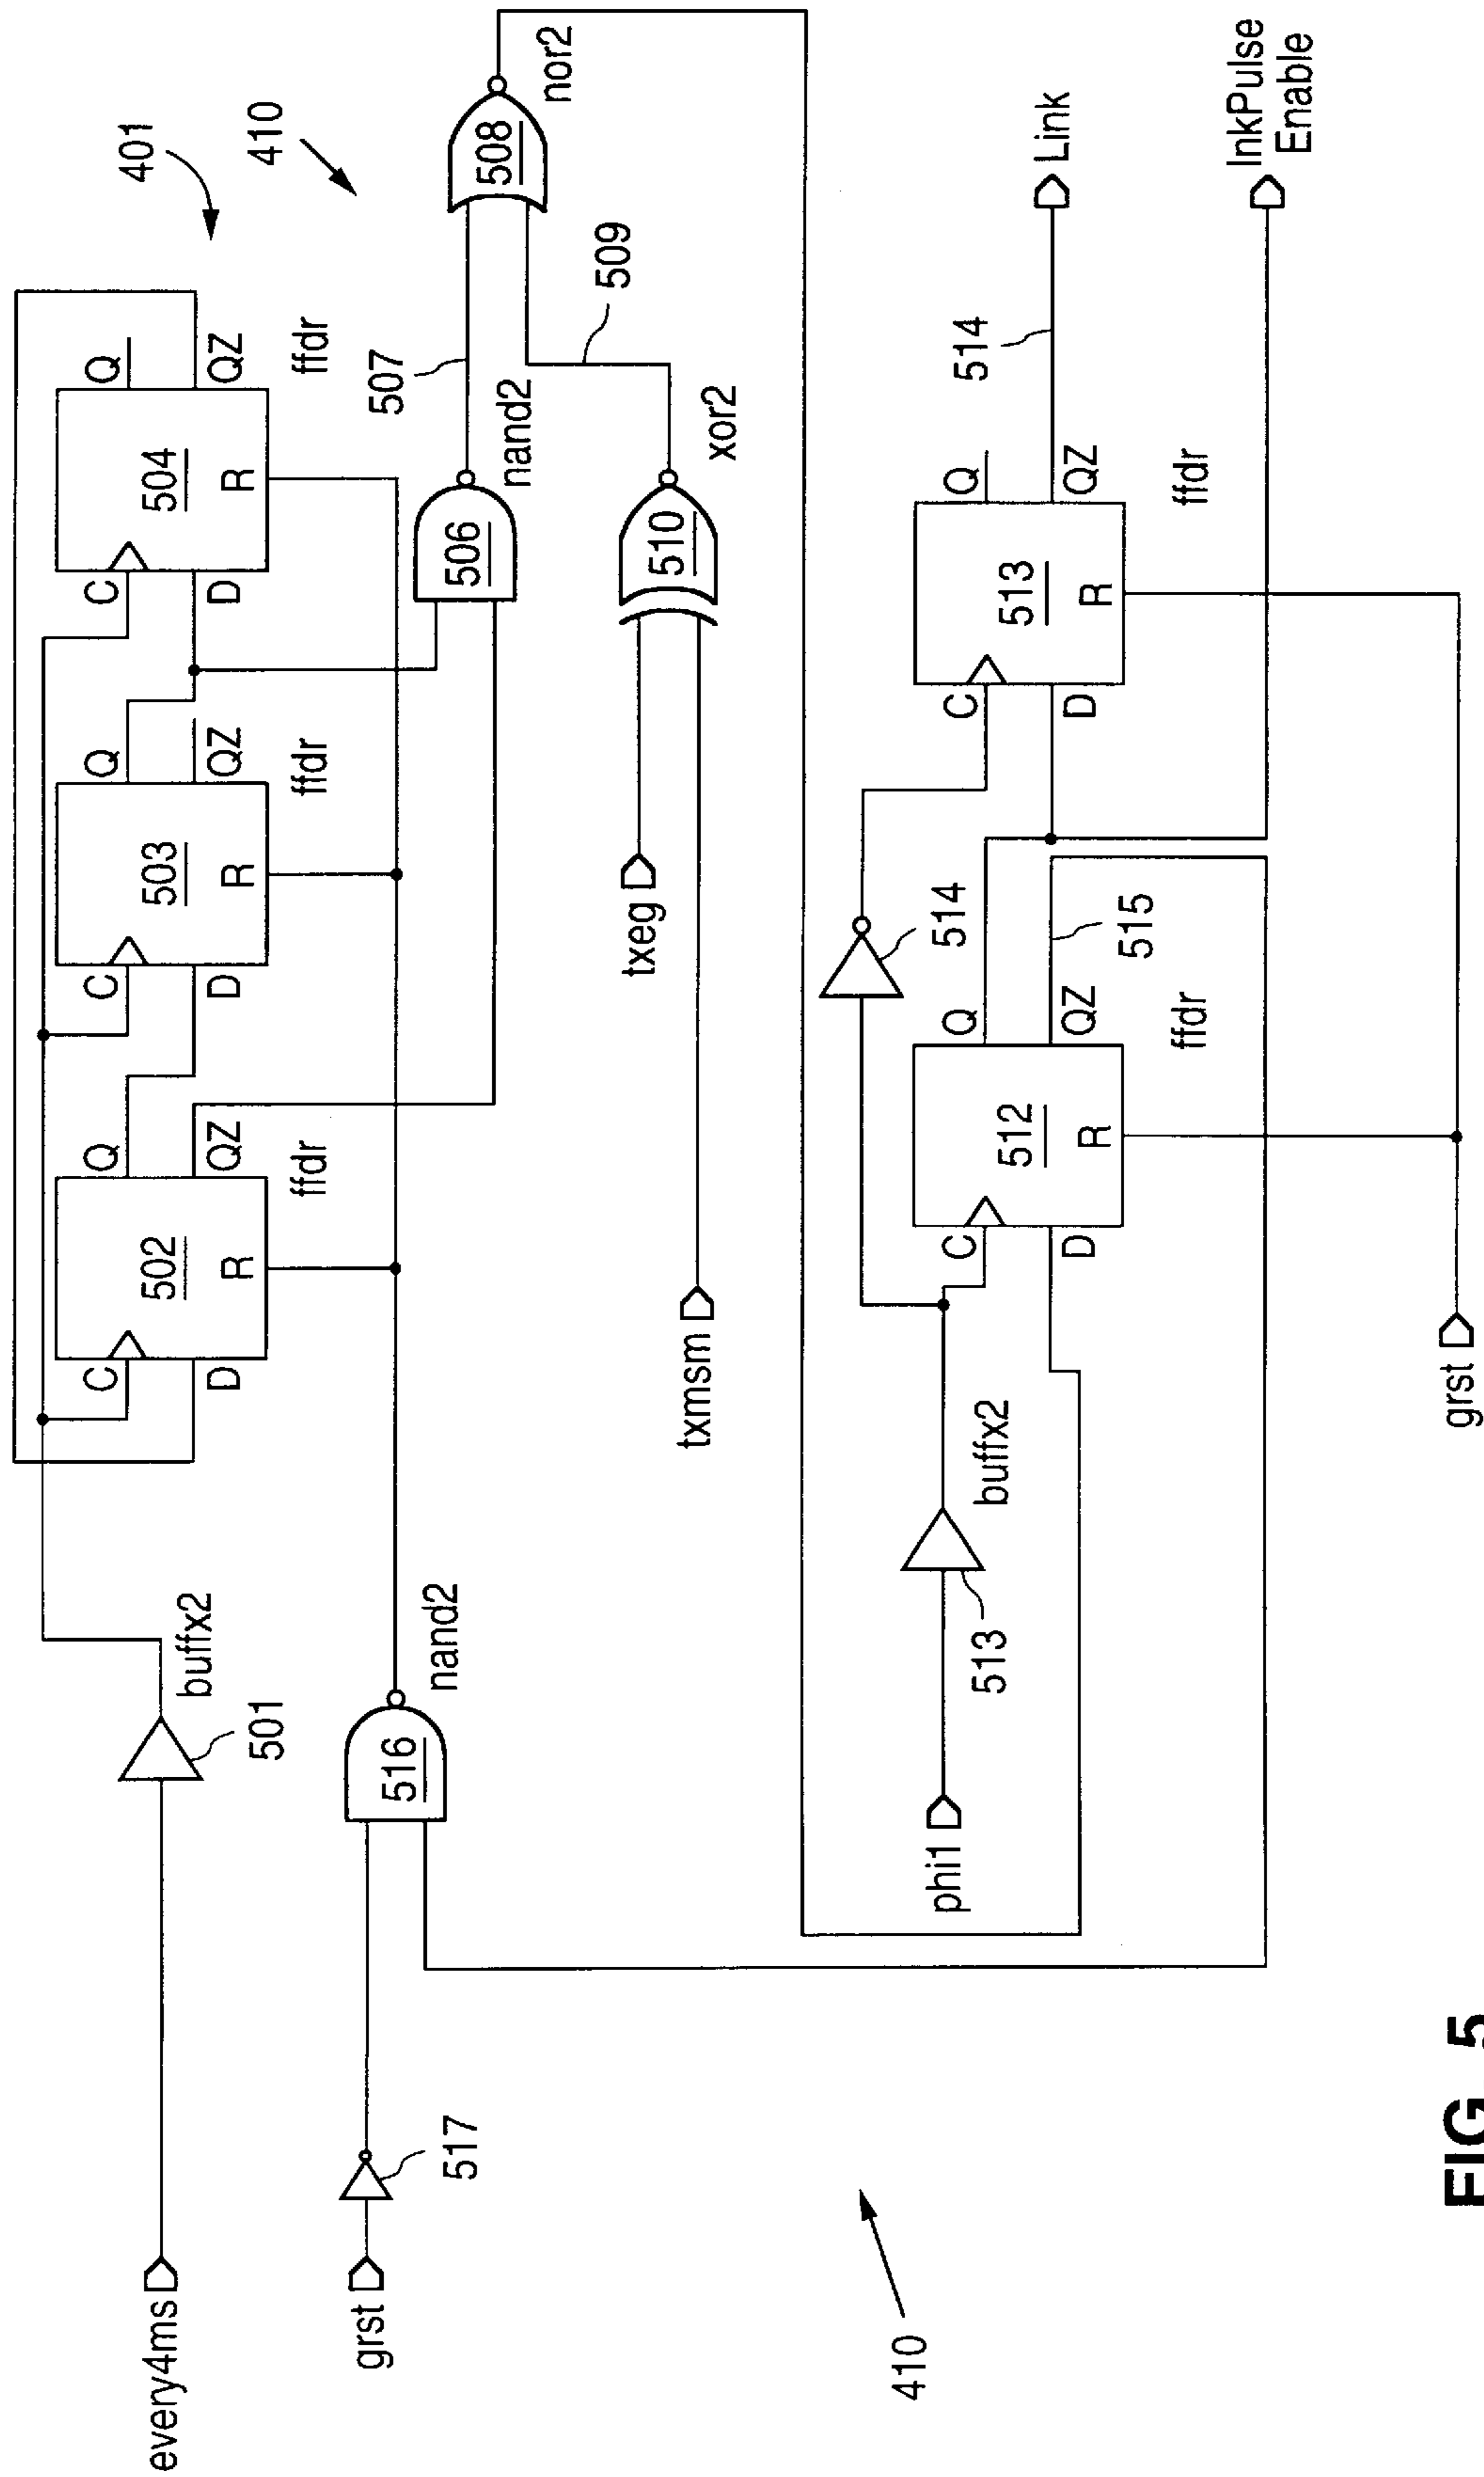 every4ms
501
buffx2
C
D
502
R
Q
QZ
ffdr
C
D
503
R
Q
QZ
ffdr
C
D
504
R
Q
QZ
ffdr
401
410
grst
517
516
nand2
506
nand2
507
508
nor2
509
txeg
txmsm
510
xor2
phi1
513
buffx2
514
C
D
512
R
Q
QZ
ffdr
515
C
D
513
R
Q
QZ
ffdr
514
Link
lnkPulse
Enable
grst
410
FIG. 5